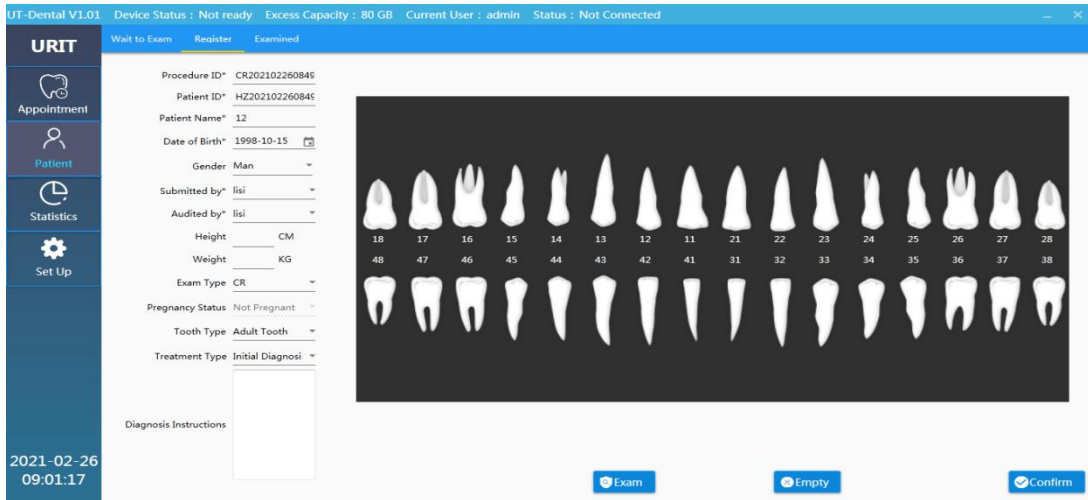 UT-Dental V1.01 Device Status : Not ready Excess Capacity : 80 GB Current User : admin Status : Not Connected
URIT
Wait to Exam Register Examined
Appointment
Patient
Statistics
Set Up
2021-02-26
09:01:17
Procedure ID* CR202102260849
Patient ID* HZ202102260849
Patient Name* 12
Date of Birth* 1998-10-15
Gender Man
Submitted by* lisi
Audited by* lisi
Height CM
Weight KG
Exam Type CR
Pregnancy Status Not Pregnant
Tooth Type Adult Tooth
Treatment Type Initial Diagnosi
Diagnosis Instructions
18 17 16 15 14 13 12 11 21 22 23 24 25 26 27 28
48 47 46 45 44 43 42 41 31 32 33 34 35 36 37 38
Exam Empty Confirm